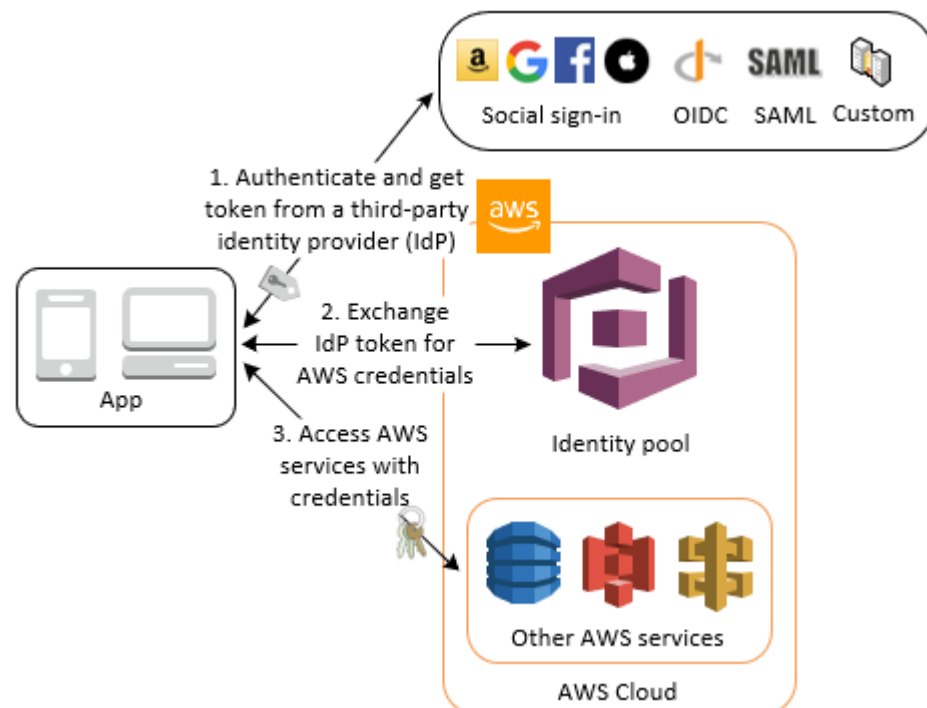 a
SAML
Social sign-in
OIDC
SAML
Custom
1. Authenticate and get
token from a third-party
identity provider (IdP)
aws
App
2. Exchange
IdP token for
AWS credentials
Identity pool
3. Access AWS
services with
credentials
Other AWS services
AWS Cloud